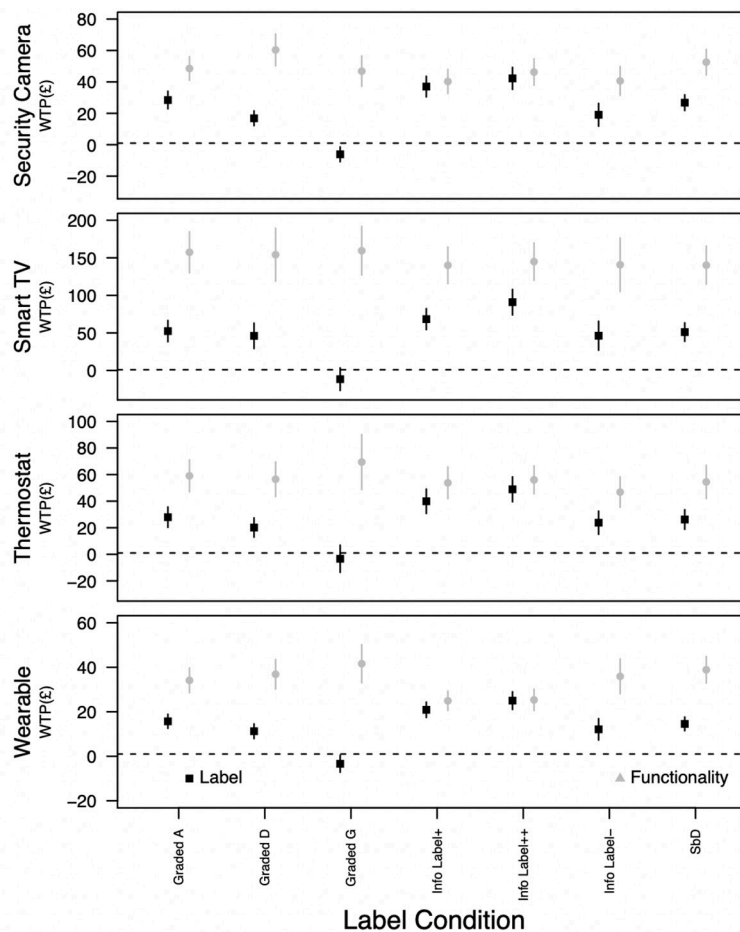 Security Camera
WTP(£)
80
60
40
20
0
−20
Smart TV
WTP(£)
200
150
100
50
0
Thermostat
WTP(£)
100
80
60
40
20
0
−20
Wearable
WTP(£)
60
40
20
0
−20
Label
Functionality
Graded A
Graded D
Graded G
Info Label+
Info Label++
Info Label−
SbD
Label Condition